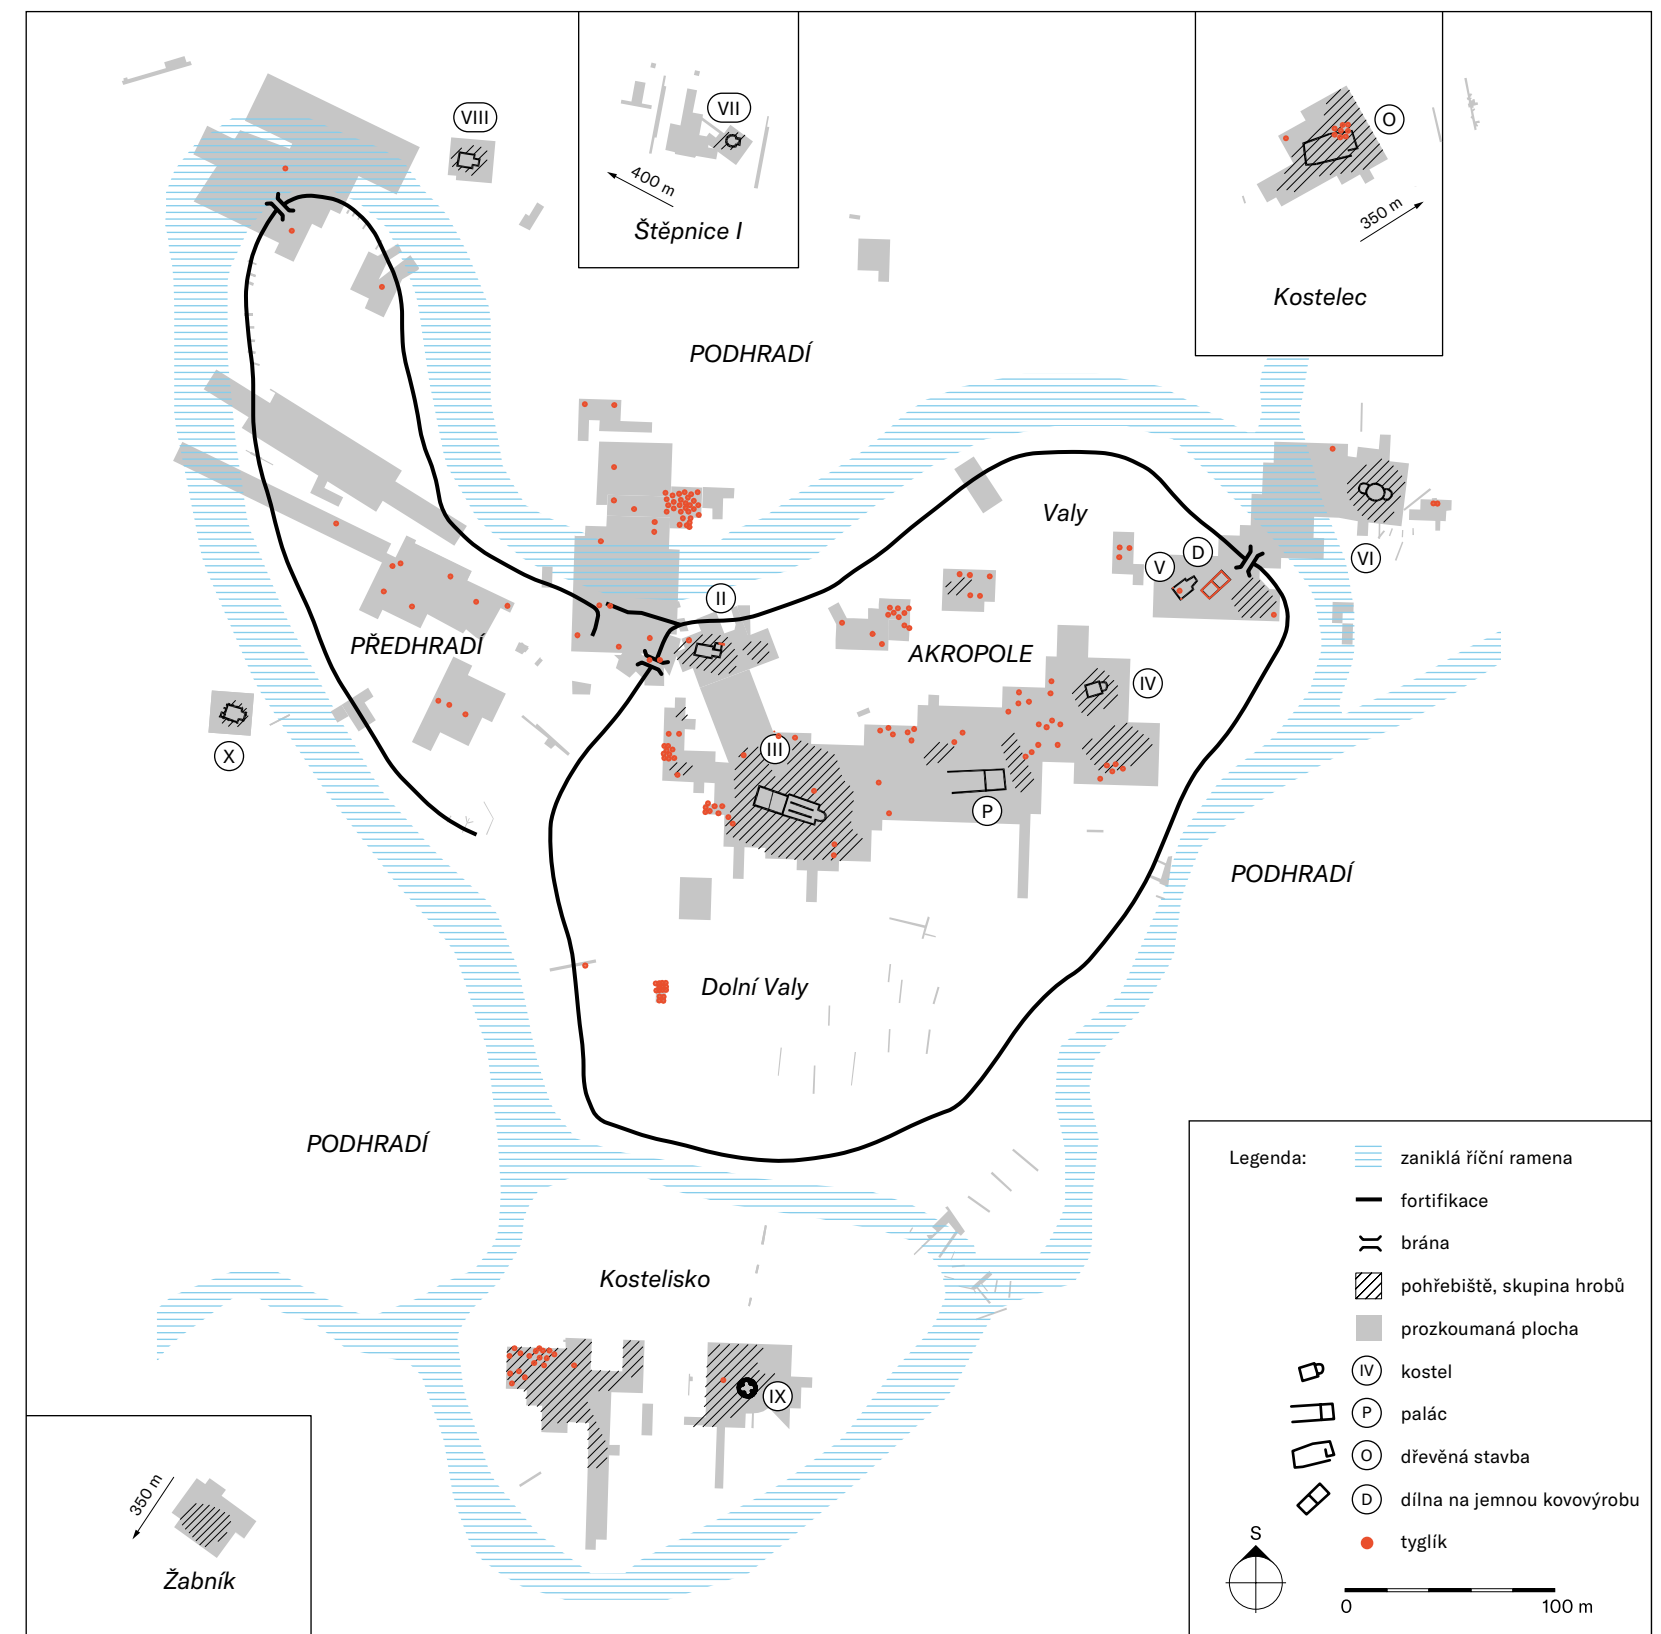 VIII
VII
400 m
Štěpnice I
O
350 m
Kostelec
PODHRADÍ
Valy
V
D
VI
II
PŘEDHRADÍ
AKROPOLE
IV
X
III
P
PODHRADÍ
Dolní Valy
PODHRADÍ
Kostelisko
IX
350 m
Žabník
Legenda:
zaniklá říční ramena
fortifikace
brána
pohřebiště, skupina hrobů
prozkoumaná plocha
IV kostel
P palác
O dřevěná stavba
D dílna na jemnou kovovýrobu
tyglík
S
0 100 m